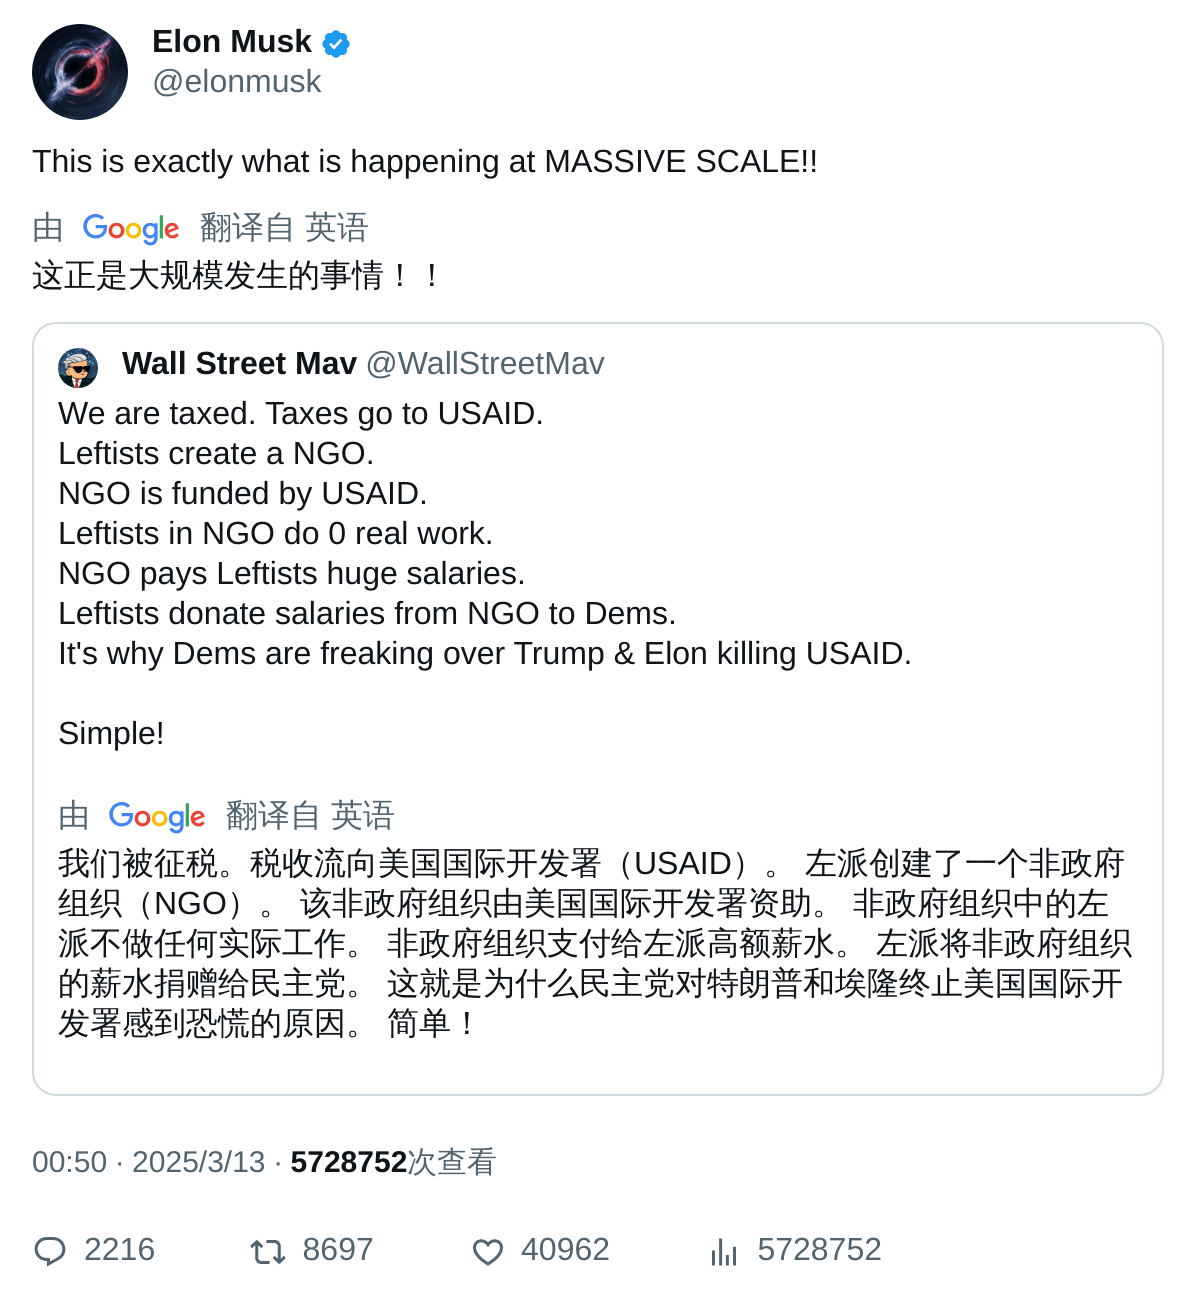 Elon Musk
@elonmusk
This is exactly what is happening at MASSIVE SCALE!!
由 Google 翻译自 英语
这正是大规模发生的事情！！
Wall Street Mav @WallStreetMav
We are taxed. Taxes go to USAID.
Leftists create a NGO.
NGO is funded by USAID.
Leftists in NGO do 0 real work.
NGO pays Leftists huge salaries.
Leftists donate salaries from NGO to Dems.
It's why Dems are freaking over Trump & Elon killing USAID.
Simple!
由 Google 翻译自 英语
我们被征税。税收流向美国国际开发署（USAID）。 左派创建了一个非政府
组织（NGO）。 该非政府组织由美国国际开发署资助。 非政府组织中的左
派不做任何实际工作。 非政府组织支付给左派高额薪水。 左派将非政府组织
的薪水捐赠给民主党。 这就是为什么民主党对特朗普和埃隆终止美国国际开
发署感到恐慌的原因。 简单！
00:50 · 2025/3/13 · 5728752次查看
2216 8697 40962 5728752